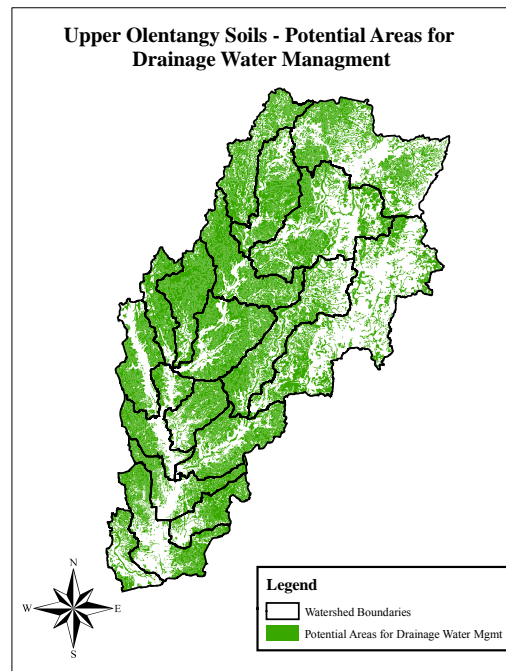 Upper Olentangy Soils - Potential Areas for
Drainage Water Managment
N
W
E
S
Legend
Watershed Boundaries
Potential Areas for Drainage Water Mgmt